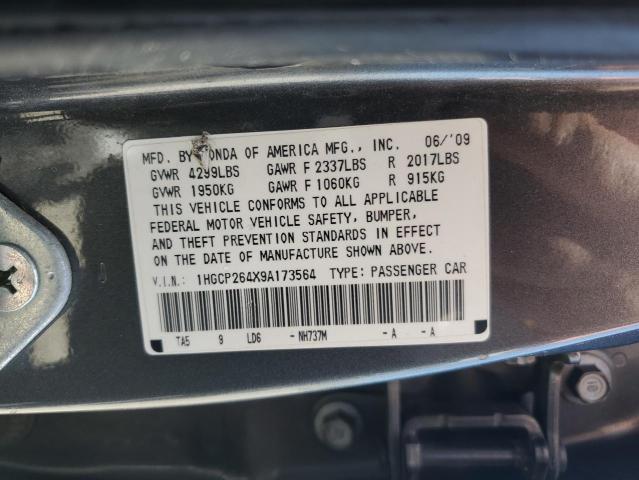 MFD. BY HONDA OF AMERICA MFG., INC. 06/'09
GVWR 4299LBS GAWR F 2337LBS R 2017LBS
GVWR 1950KG GAWR F 1060KG R 915KG
THIS VEHICLE CONFORMS TO ALL APPLICABLE
FEDERAL MOTOR VEHICLE SAFETY, BUMPER,
AND THEFT PREVENTION STANDARDS IN EFFECT
ON THE DATE OF MANUFACTURE SHOWN ABOVE.
V.I.N.: 1HGCP264X9A173564 TYPE: PASSENGER CAR
TA5 9 LD6 -NH737M -A -A